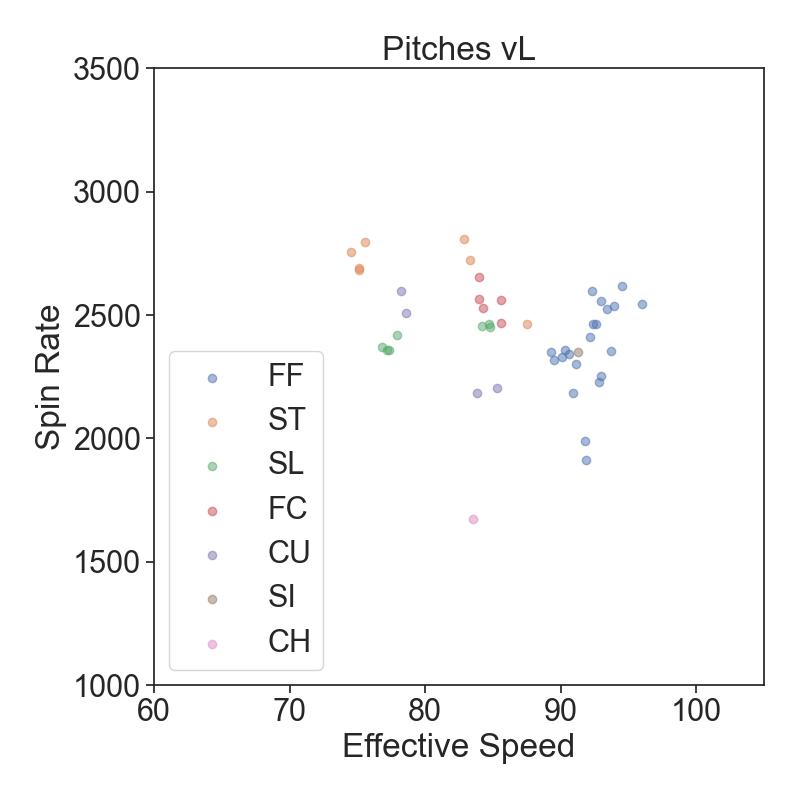 Pitches vL
3500
3000
2500
2000
1500
1000
Spin Rate
FF
ST
SL
FC
CU
SI
CH
60 70 80 90 100
Effective Speed